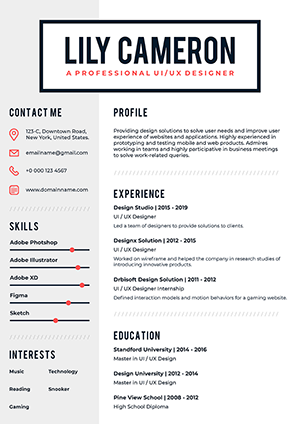 LILY CAMERON
A PROFESSIONAL UI/UX DESIGNER
CONTACT ME
123-C, Downtown Road,
New York, United States.
emailname@gmail.com
+0 000 123 4567
www.domainname.com
SKILLS
Adobe Photshop
Adobe Illustrator
Adobe XD
Figma
Sketch
INTERESTS
Music Technology
Reading Snooker
Gaming
PROFILE
Providing design solutions to solve user needs and improve user
experience of websites and applications. Highly experienced in
prototyping and testing mobile and web products. Admires
working in teams and highly participative in business meetings
to solve work-related queries.
EXPERIENCE
Design Studio | 2015 - 2019
UI / UX Designer
Lead a team of designers to provide solutions to clients.
Designx Solution | 2012 - 2015
UI / UX Designer
Worked on wireframe and helped the company in research studies of
introducing innovative products.
Orbisoft Design Solution | 2011 - 2012
UI / UX Designer Internship
Defined interaction models and motion behaviors for a gaming website.
EDUCATION
Standford University | 2014 - 2016
Master in UI / UX Design
Design University | 2012 - 2014
Master in UI / UX Design
Pine View School | 2008 - 2012
High School Diploma